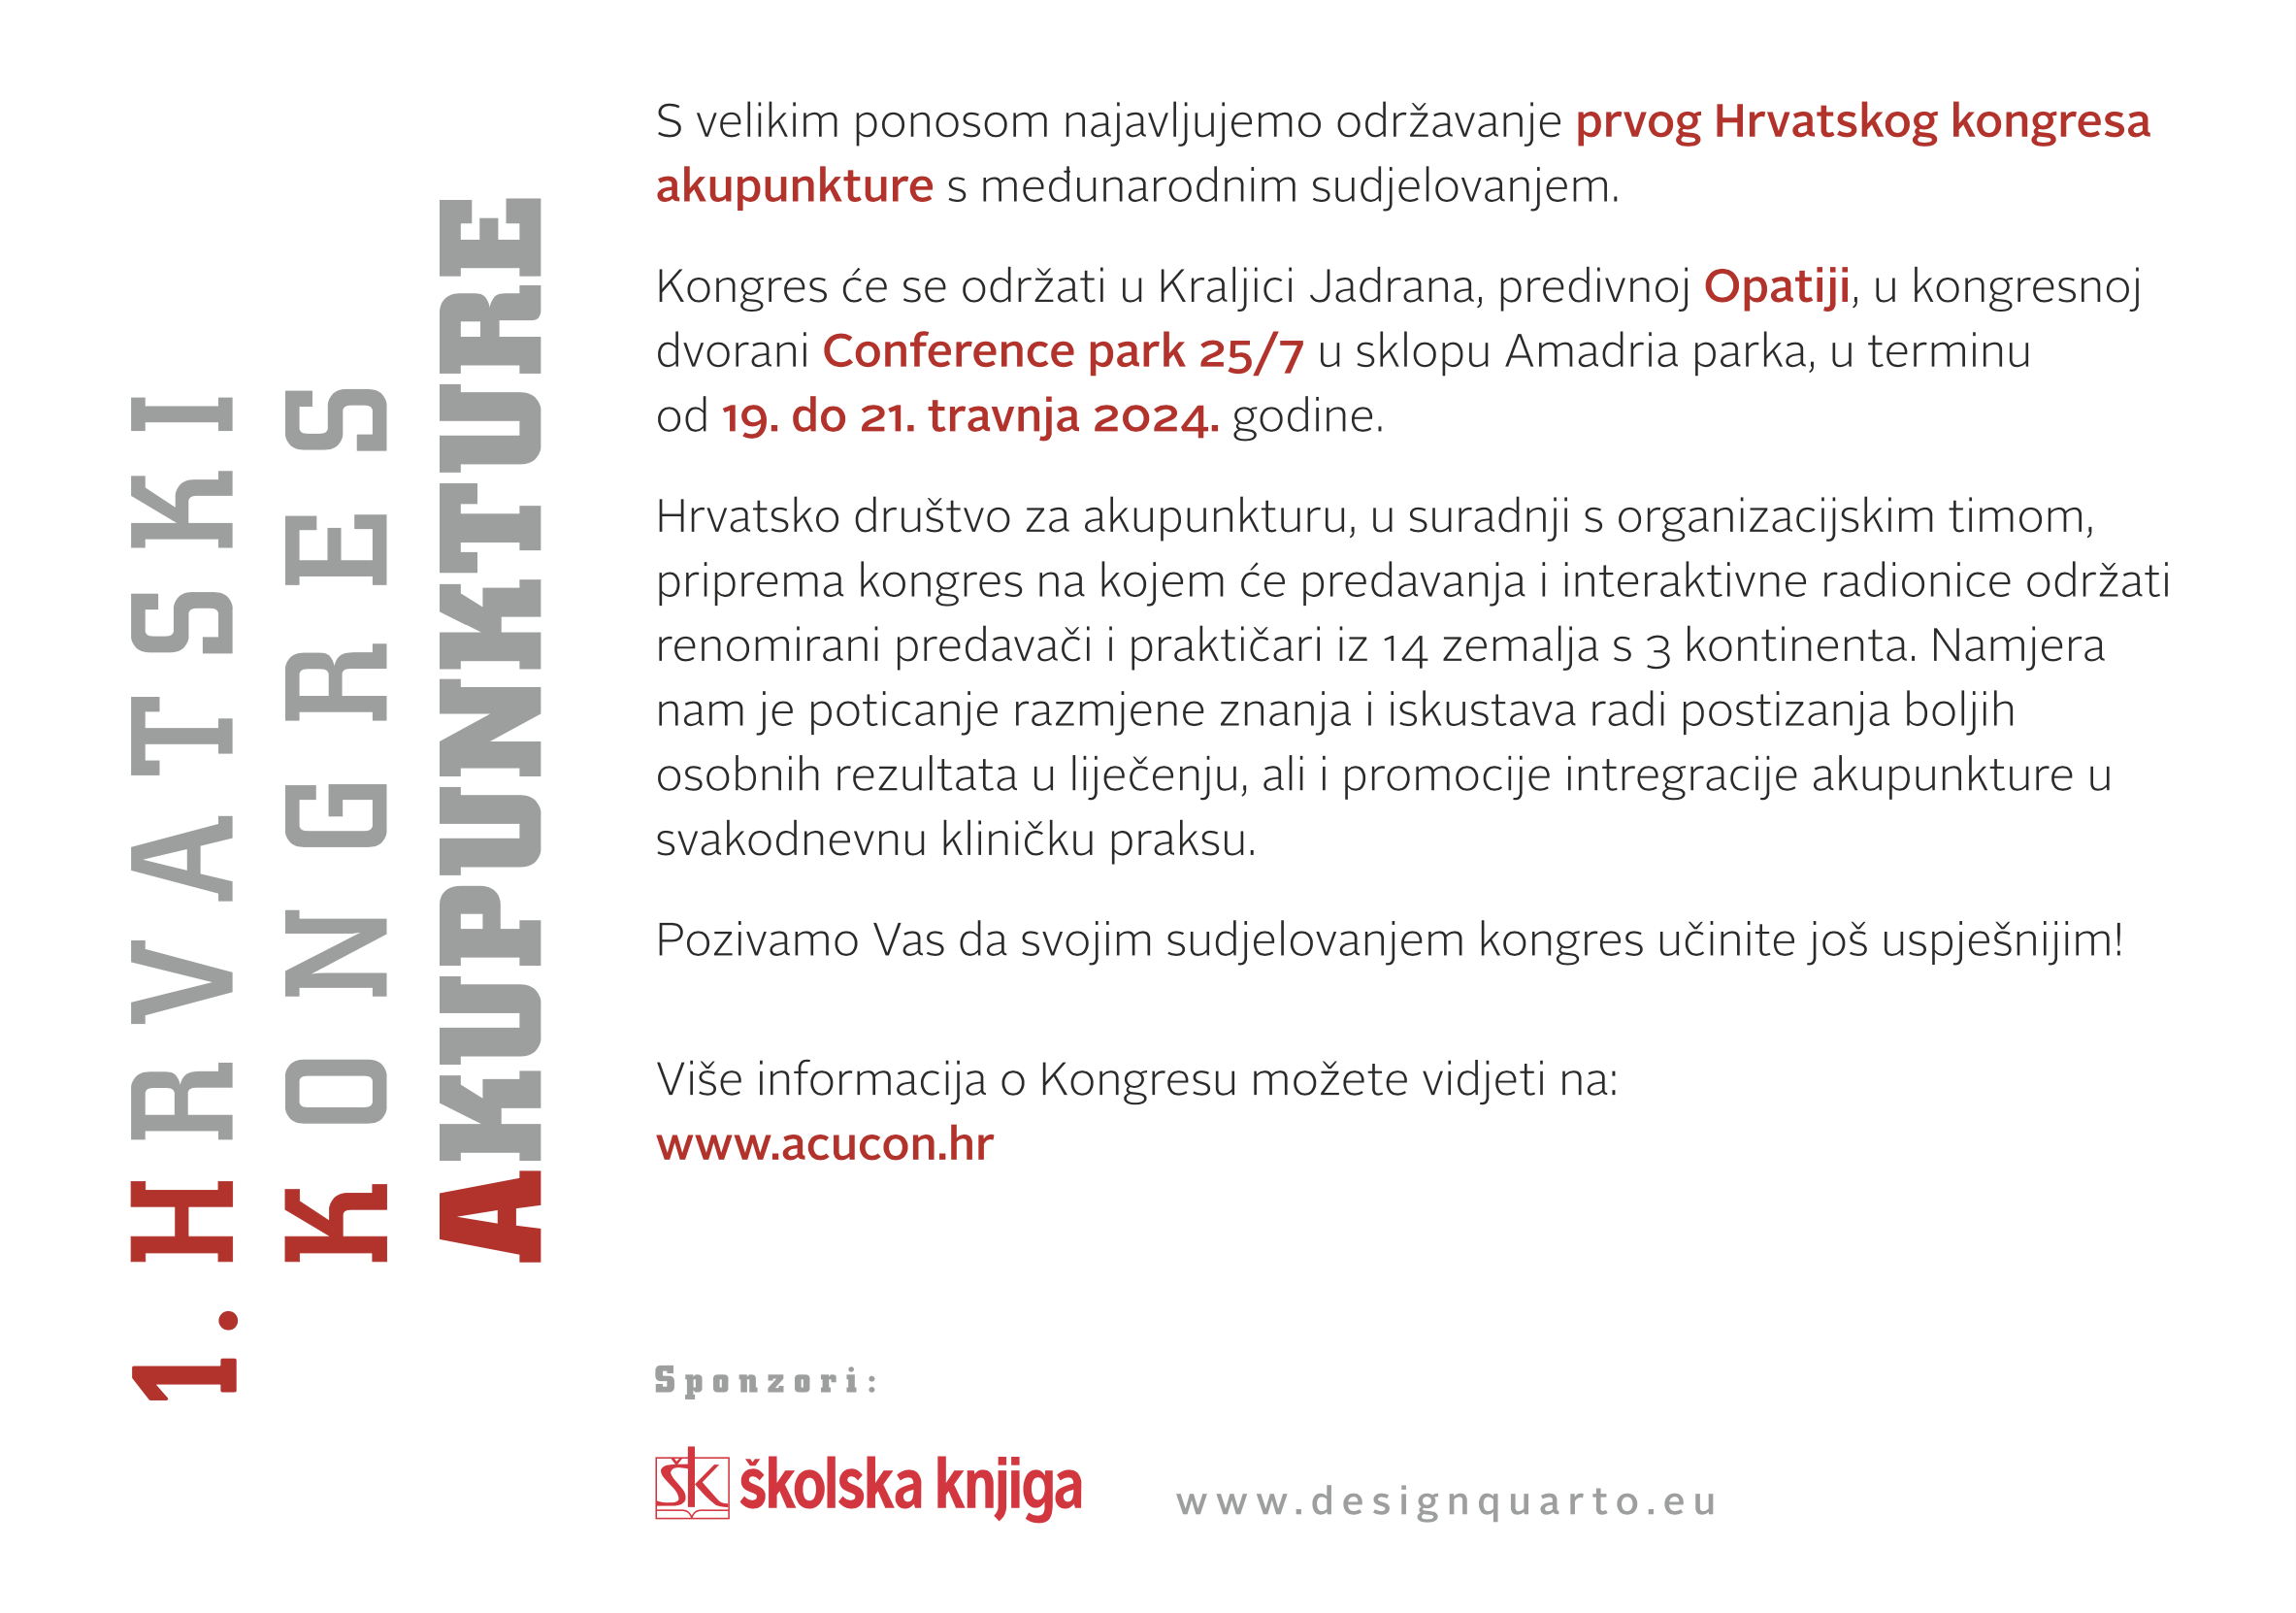 1. HRVATSKI
KONGRES
AKUPUNKTURE
S velikim ponosom najavljujemo održavanje prvog Hrvatskog kongresa
akupunkture s međunarodnim sudjelovanjem.
Kongres će se održati u Kraljici Jadrana, predivnoj Opatiji, u kongresnoj
dvorani Conference park 25/7 u sklopu Amadria parka, u terminu
od 19. do 21. travnja 2024. godine.
Hrvatsko društvo za akupunkturu, u suradnji s organizacijskim timom,
priprema kongres na kojem će predavanja i interaktivne radionice održati
renomirani predavači i praktičari iz 14 zemalja s 3 kontinenta. Namjera
nam je poticanje razmjene znanja i iskustava radi postizanja boljih
osobnih rezultata u liječenju, ali i promocije intregracije akupunkture u
svakodnevnu kliničku praksu.
Pozivamo Vas da svojim sudjelovanjem kongres učinite još uspješnijim!
Više informacija o Kongresu možete vidjeti na:
www.acucon.hr
Sponzori:
ŠK školska knjiga
www.designquarto.eu